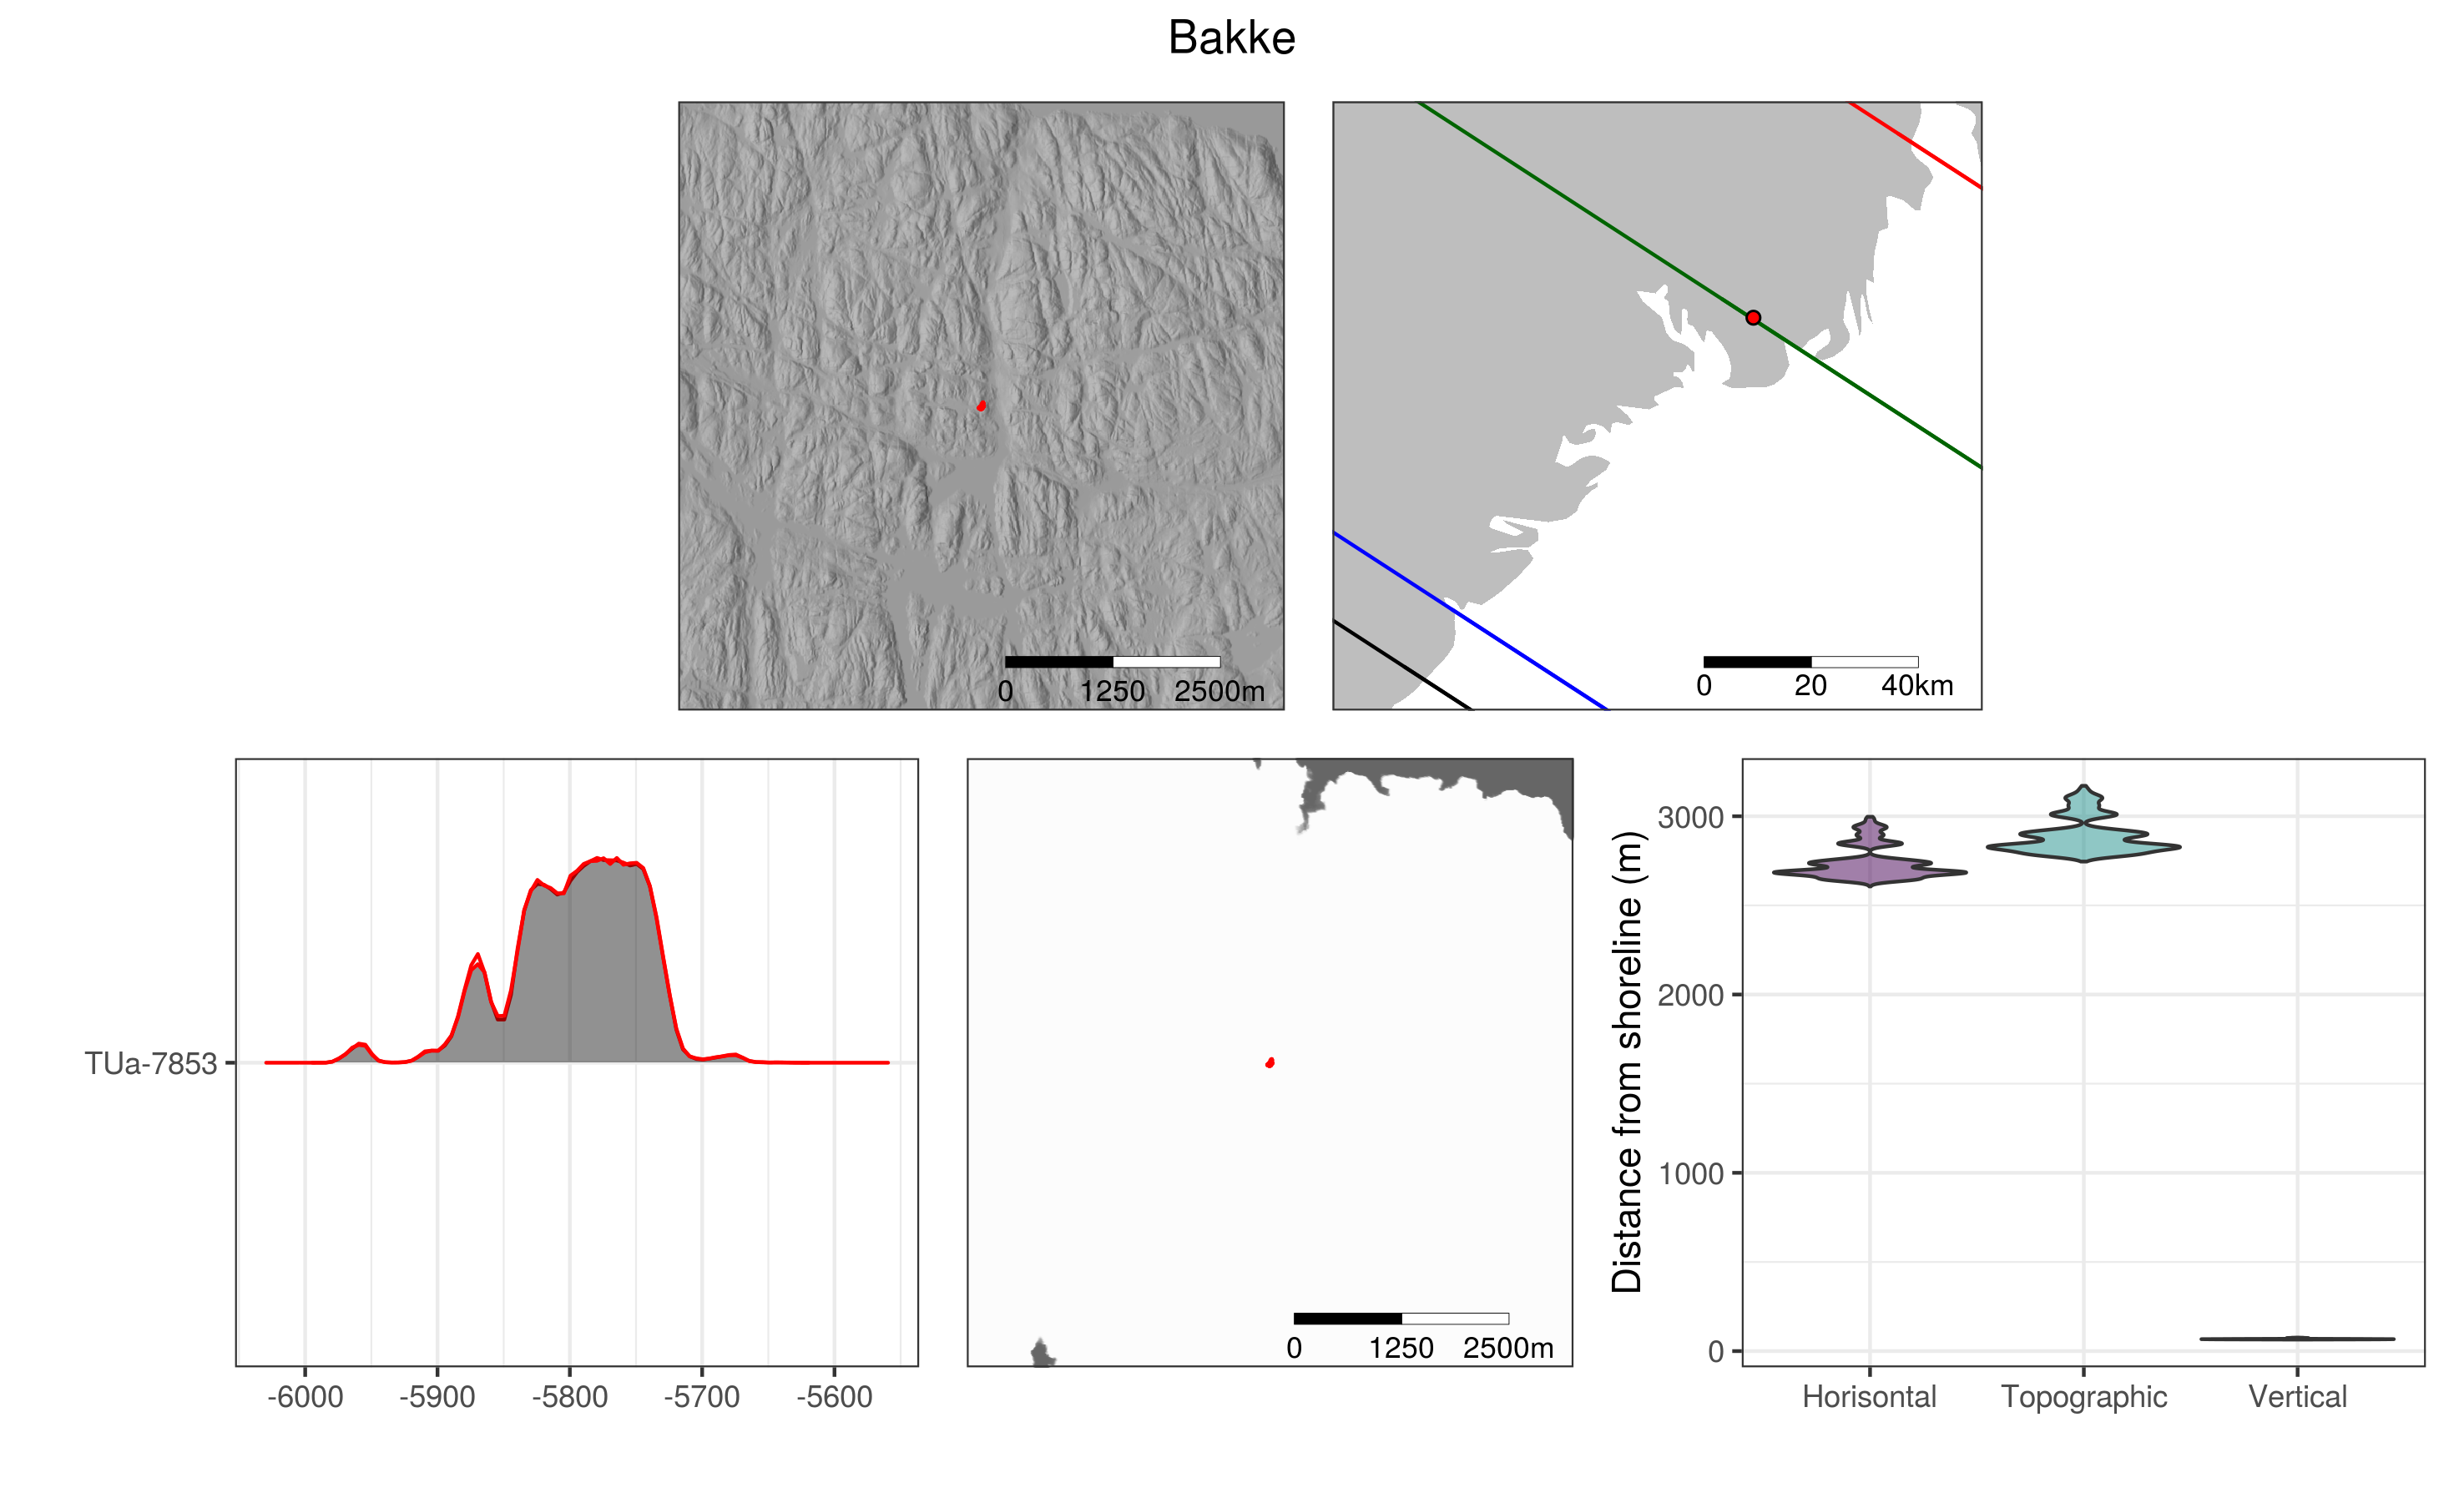 Bakke
0 1250 2500m
0 20 40km
TUa-7853
-6000 -5900 -5800 -5700 -5600
0 1250 2500m
Distance from shoreline (m)
3000
2000
1000
0
Horisontal Topographic Vertical